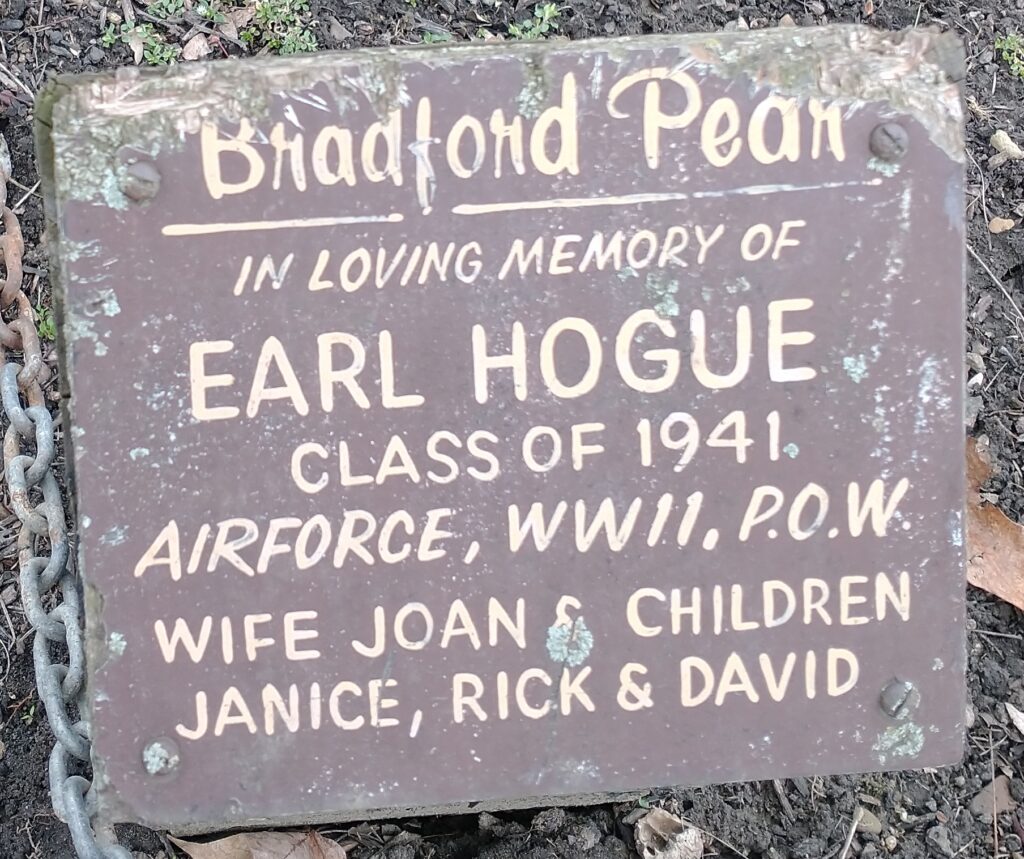 Bradford Pear
IN LOVING MEMORY OF
EARL HOGUE
CLASS OF 1941
AIRFORCE, WWII, P.O.W.
WIFE JOAN & CHILDREN
JANICE, RICK & DAVID